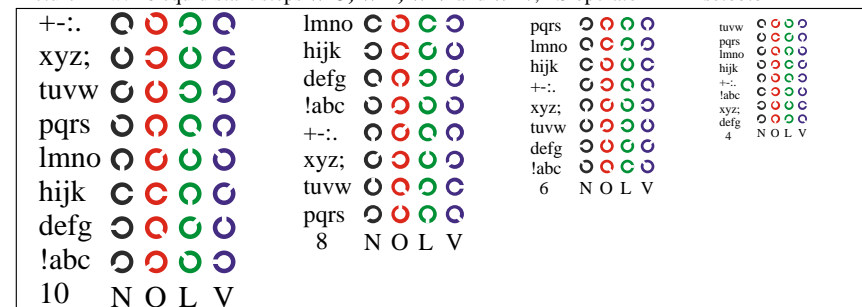 +-:.
xyz;
tuvw
pqrs
lmno
hijk
defg
!abc
10 N O L V
lmno
hijk
defg
!abc
+-:.
xyz;
tuvw
pqrs
8 N O L V
pqrs
lmno
hijk
+-:.
xyz;
tuvw
defg
!abc
6 N O L V
tuvw
pqrs
lmno
hijk
+-:.
!abc
xyz;
defg
4 N O L V